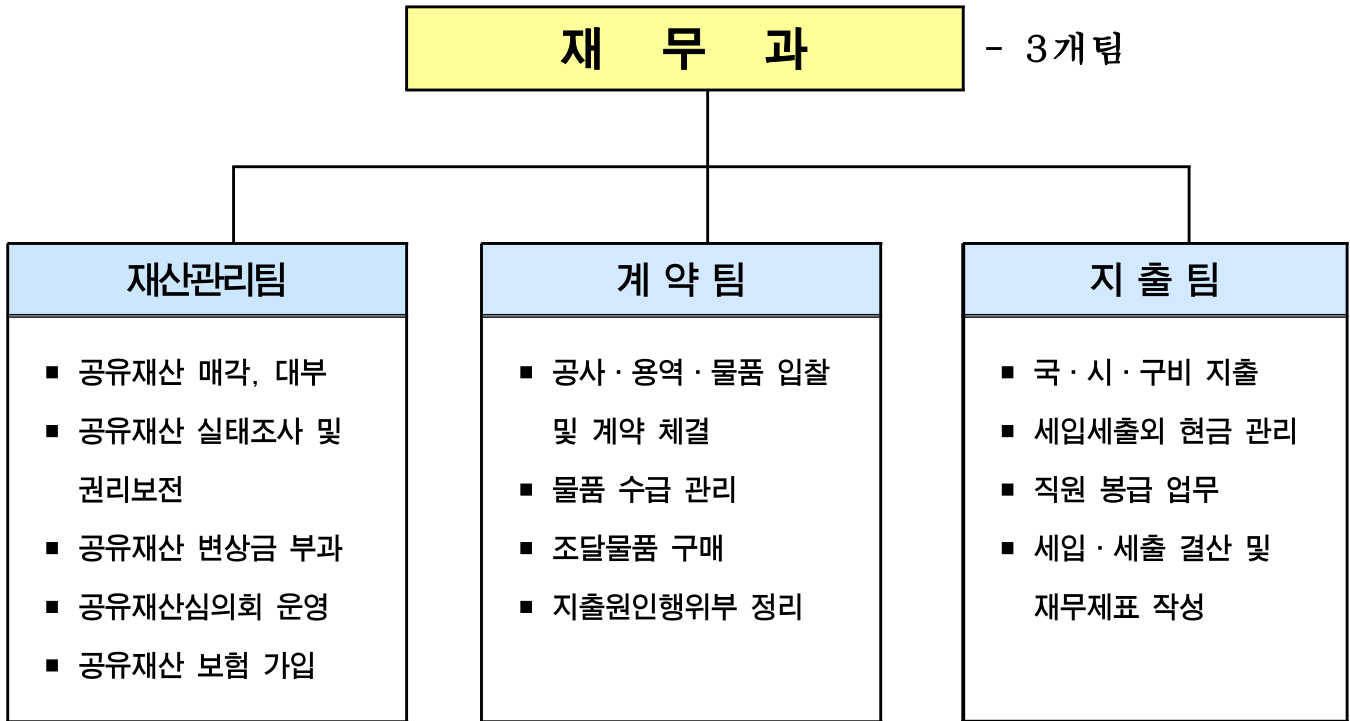 재 무 과
- 3개팀
재산관리팀
■ 공유재산 매각, 대부
■ 공유재산 실태조사 및
권리보전
■ 공유재산 변상금 부과
■ 공유재산심의회 운영
■ 공유재산 보험 가입
계 약 팀
■ 공사·용역·물품 입찰
및 계약 체결
■ 물품 수급 관리
■ 조달물품 구매
■ 지출원인행위부 정리
지 출 팀
■ 국·시·구비 지출
■ 세입세출외 현금 관리
■ 직원 봉급 업무
■ 세입·세출 결산 및
재무제표 작성